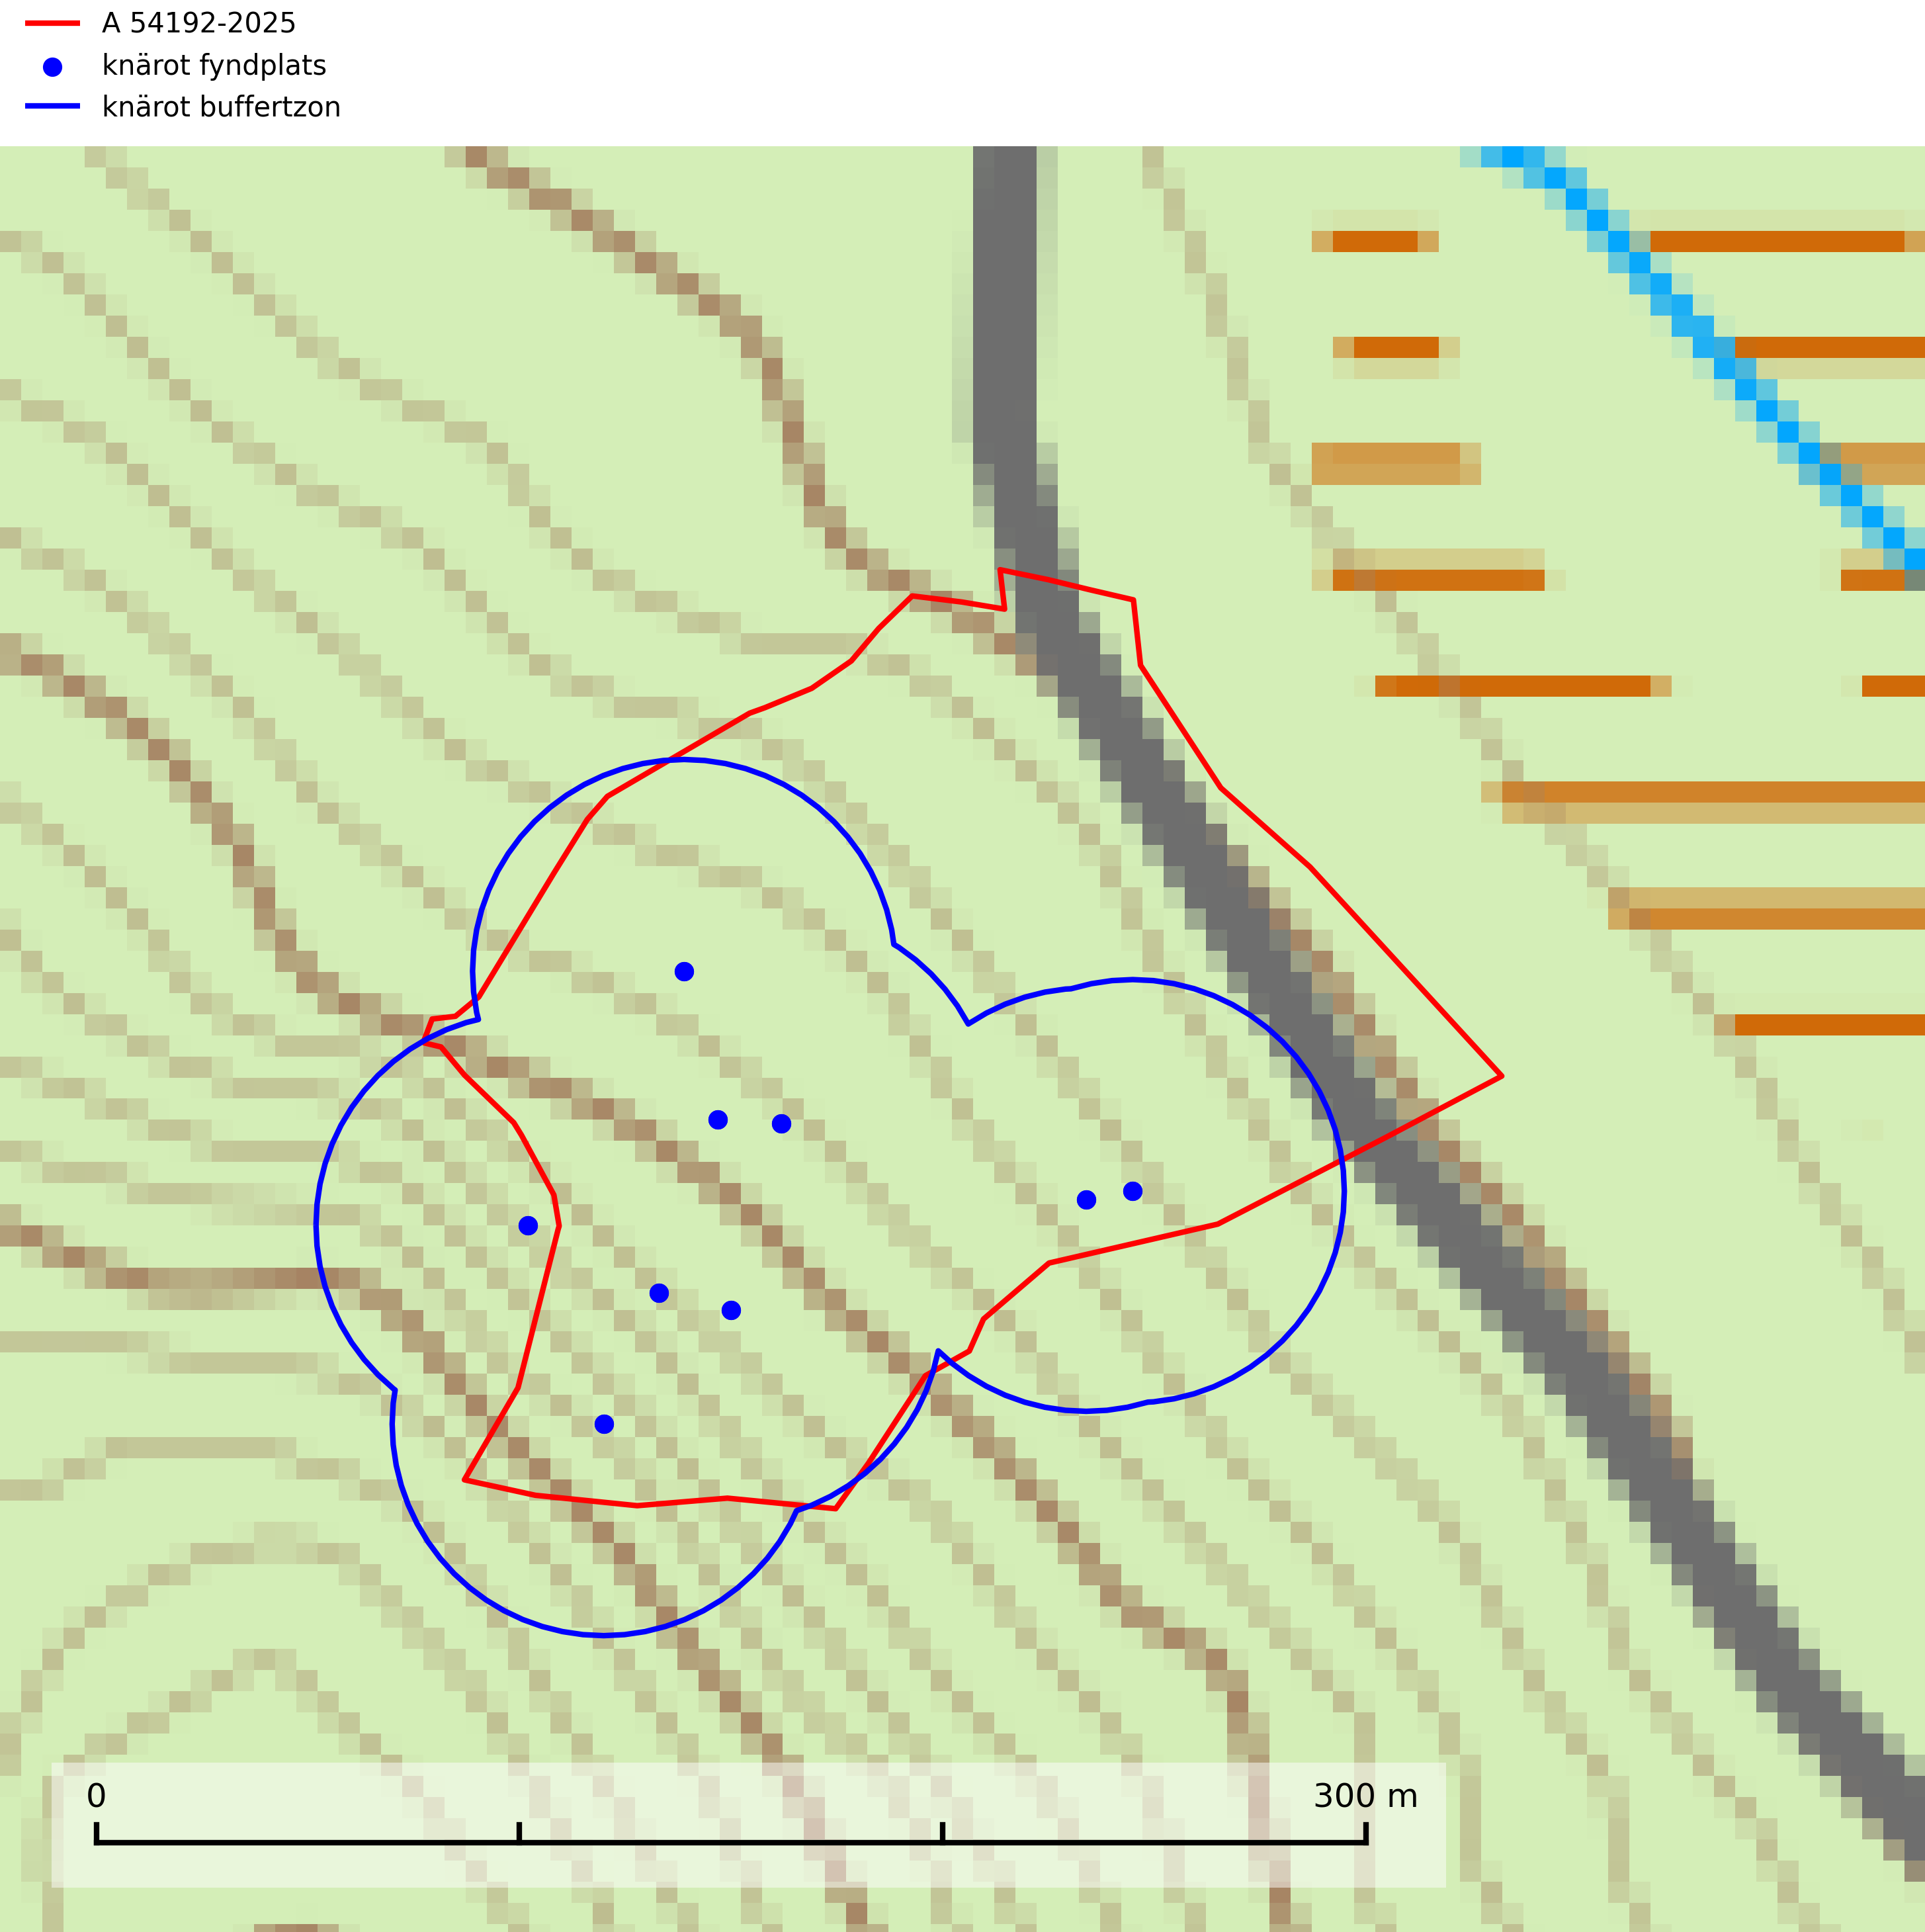 A 54192-2025
knärot fyndplats
knärot buffertzon
0 300 m